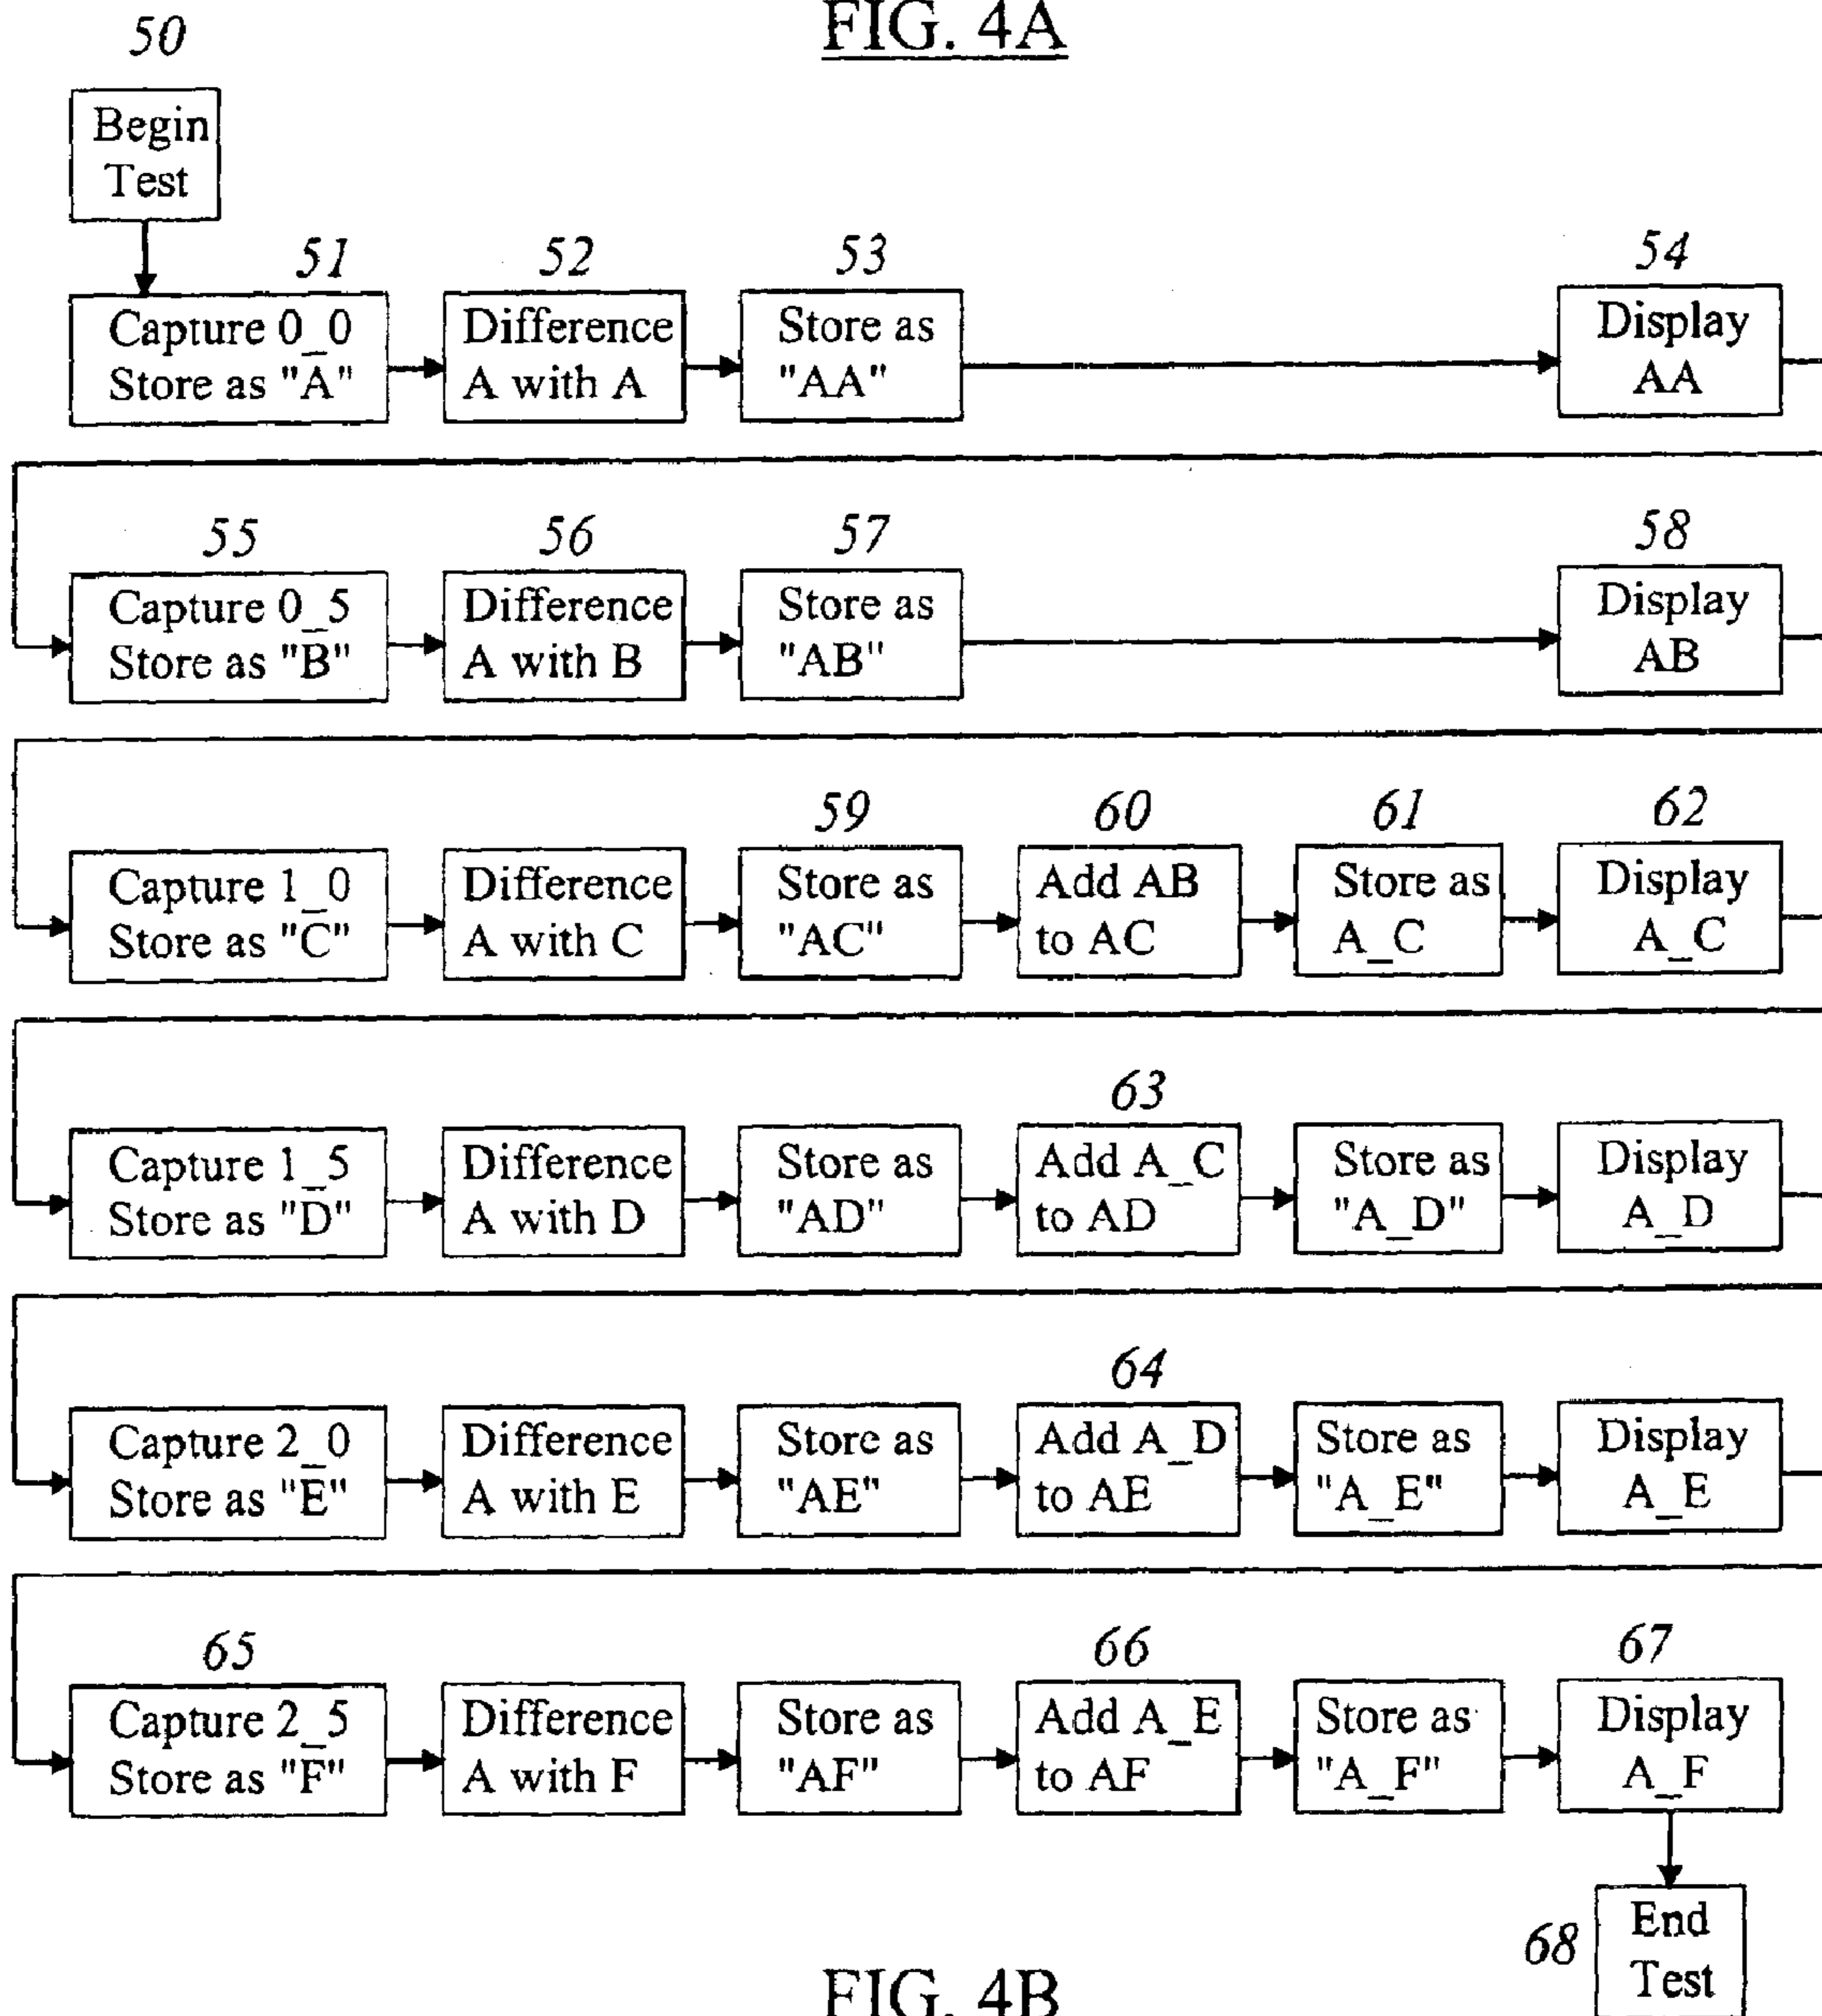 FIG. 4A
50
Begin
Test
51
Capture 0_0
Store as "A"
52
Difference
A with A
53
Store as
"AA"
54
Display
AA
55
Capture 0_5
Store as "B"
56
Difference
A with B
57
Store as
"AB"
58
Display
AB
Capture 1_0
Store as "C"
Difference
A with C
59
Store as
"AC"
60
Add AB
to AC
61
Store as
A_C
62
Display
A_C
Capture 1_5
Store as "D"
Difference
A with D
Store as
"AD"
63
Add A_C
to AD
Store as
"A_D"
Display
A_D
Capture 2_0
Store as "E"
Difference
A with E
Store as
"AE"
64
Add A_D
to AE
Store as
"A_E"
Display
A_E
65
Capture 2_5
Store as "F"
Difference
A with F
Store as
"AF"
66
Add A_E
to AF
Store as
"A_F"
67
Display
A_F
68
End
Test
FIG. 4B